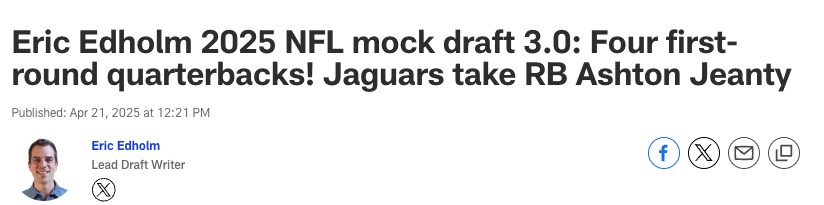 Eric Edholm 2025 NFL mock draft 3.0: Four first-
round quarterbacks! Jaguars take RB Ashton Jeanty
Published: Apr 21, 2025 at 12:21 PM
Eric Edholm
Lead Draft Writer